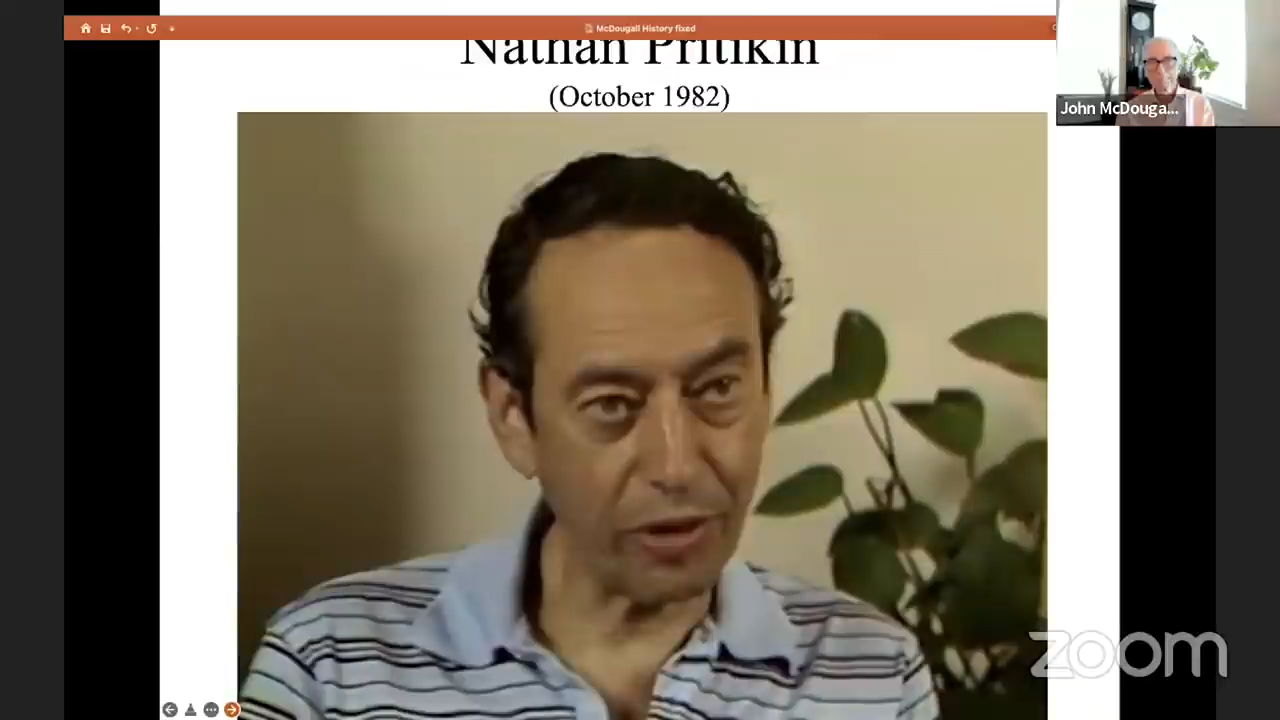 McDougall History fixed
Nathan Pritikin
(October 1982)
John McDouga...
zoom